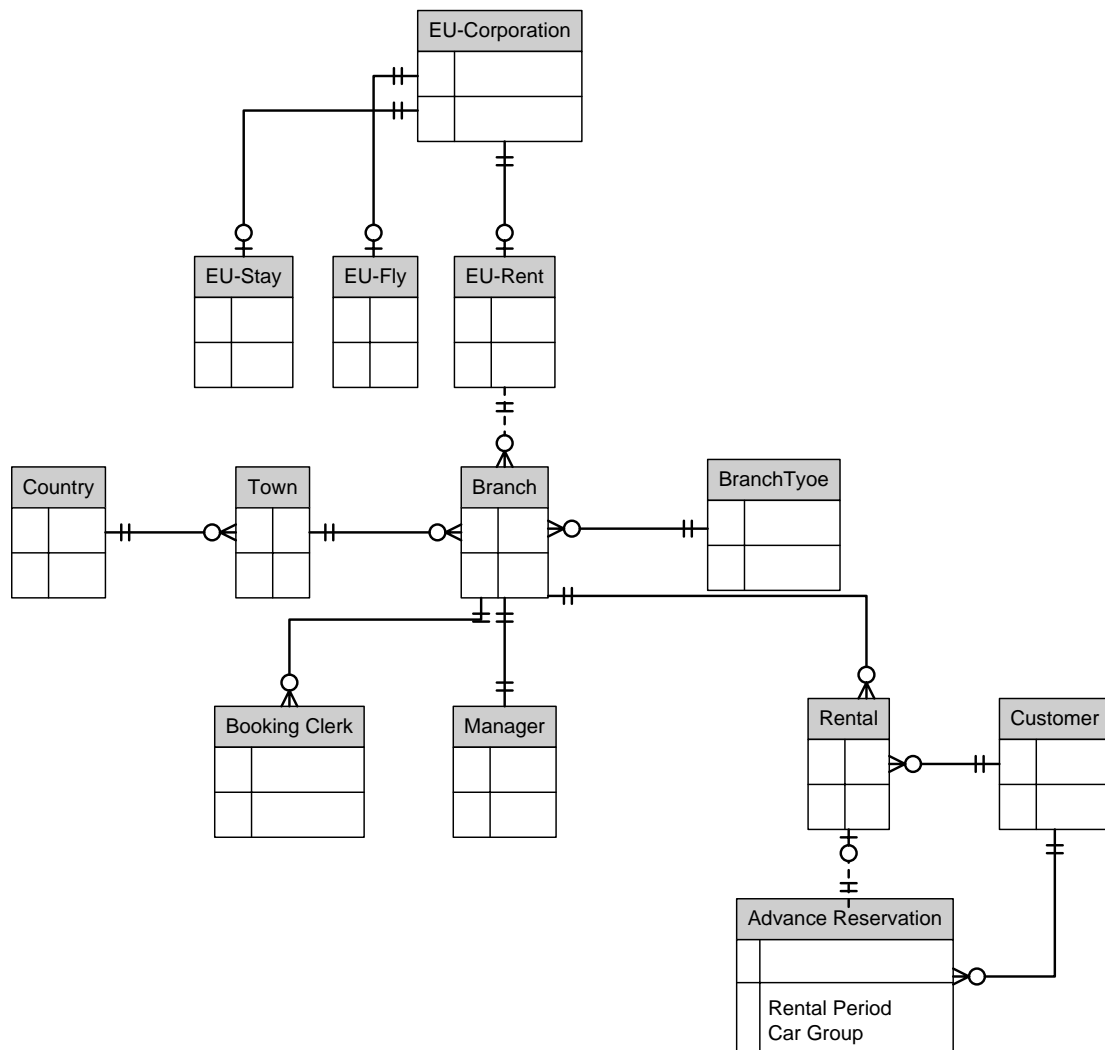 EU-Corporation
EU-Stay
EU-Fly
EU-Rent
Country
Town
Branch
BranchTyoe
Booking Clerk
Manager
Rental
Customer
Advance Reservation
Rental Period
Car Group